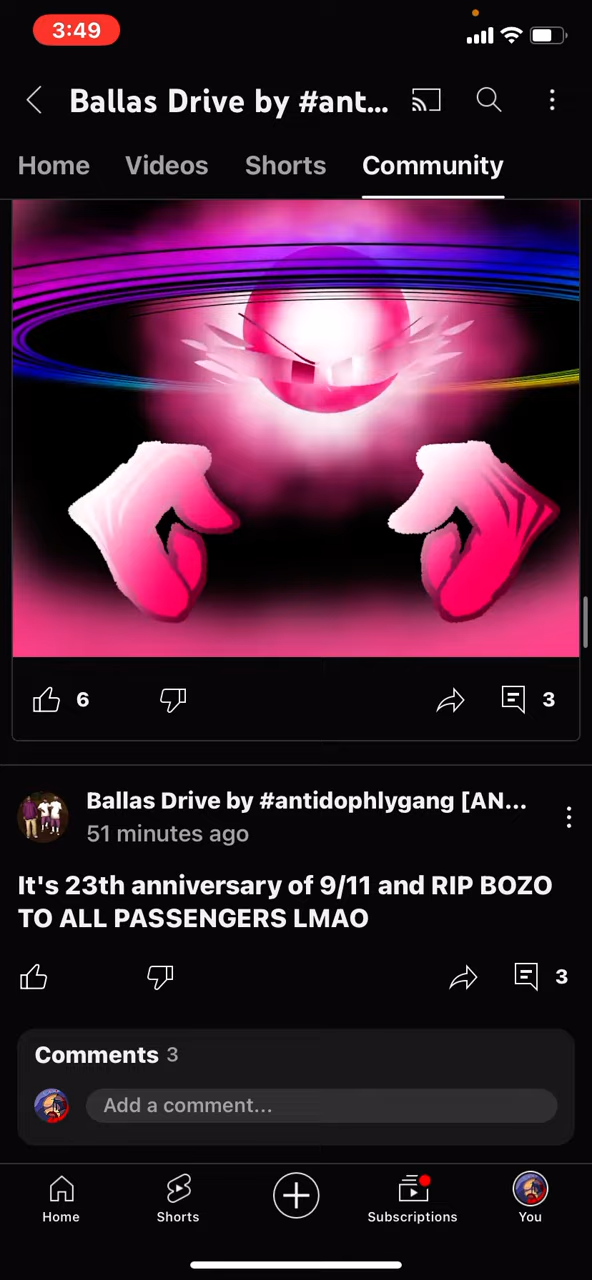 3:49
Ballas Drive by #ant...
Home Videos Shorts Community
6 3
Ballas Drive by #antidophlygang [AN...
51 minutes ago
It's 23th anniversary of 9/11 and RIP BOZO
TO ALL PASSENGERS LMAO
3
Comments 3
Add a comment...
Home Shorts Subscriptions You